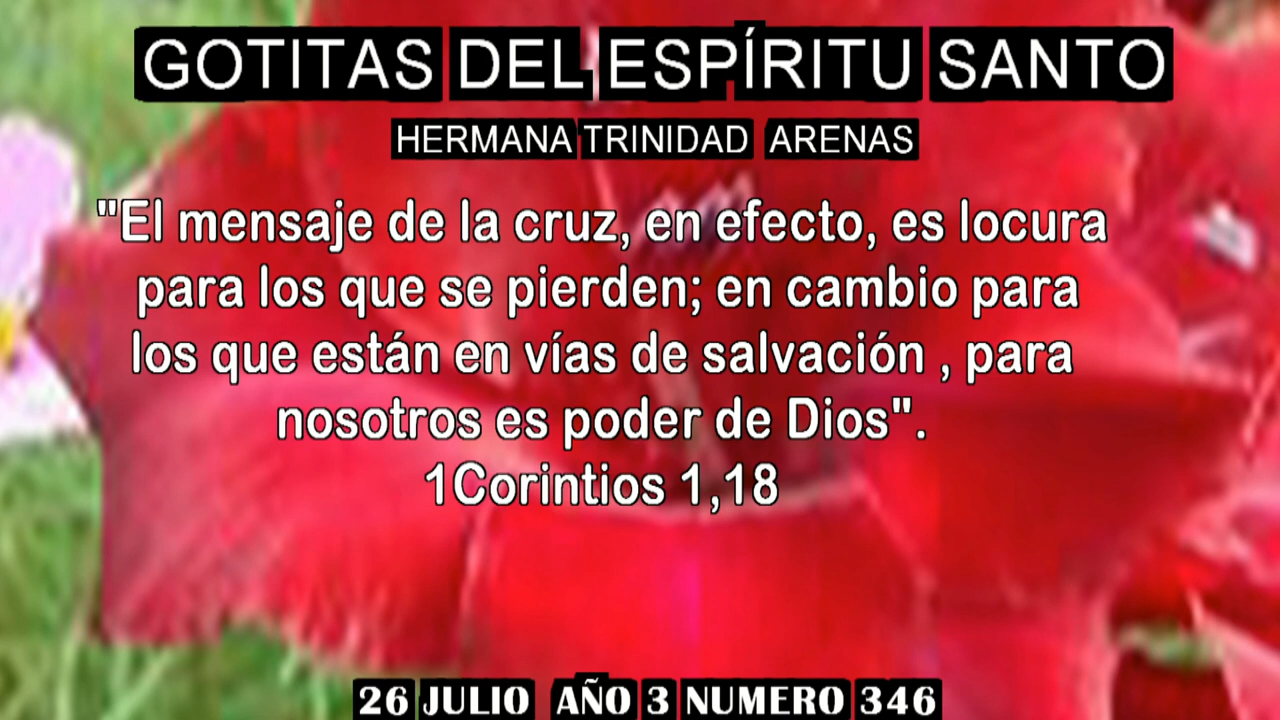 GOTITAS DEL ESPÍRITU SANTO
HERMANA TRINIDAD ARENAS
"El mensaje de la cruz, en efecto, es locura
para los que se pierden; en cambio para
los que están en vías de salvación , para
nosotros es poder de Dios".
1Corintios 1,18
26 JULIO AÑO 3 NUMERO 346